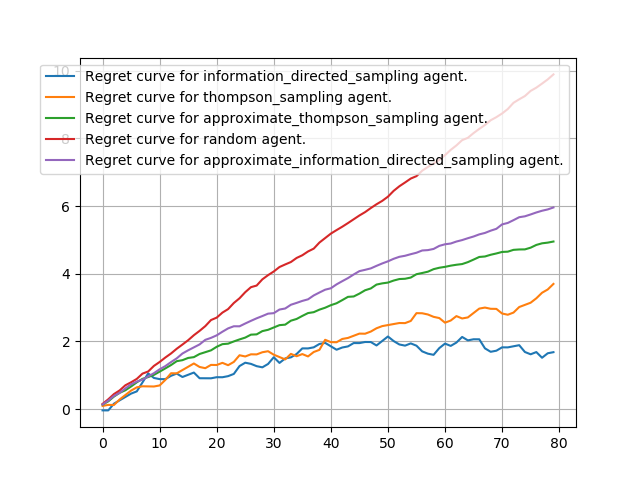 10
Regret curve for information_directed_sampling agent.
Regret curve for thompson_sampling agent.
Regret curve for approximate_thompson_sampling agent.
8
Regret curve for random agent.
Regret curve for approximate_information_directed_sampling agent.
6
4
2
0
0 10 20 30 40 50 60 70 80